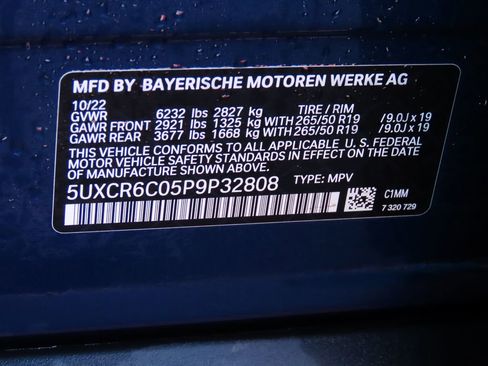 MFD BY BAYERISCHE MOTOREN WERKE AG
10/22
GVWR 6232 lbs 2827 kg TIRE / RIM
GAWR FRONT 2921 lbs 1325 kg WITH 265/50 R19 / 9.0J x 19
GAWR REAR 3677 lbs 1668 kg WITH 265/50 R19 / 9.0J x 19
THIS VEHICLE CONFORMS TO ALL APPLICABLE U.S. FEDERAL
MOTOR VEHICLE SAFETY STANDARDS IN EFFECT ON THE DATE
OF MANUFACTURE SHOWN ABOVE.
5UXCR6C05P9P32808 TYPE: MPV
C1MM
7 320 729